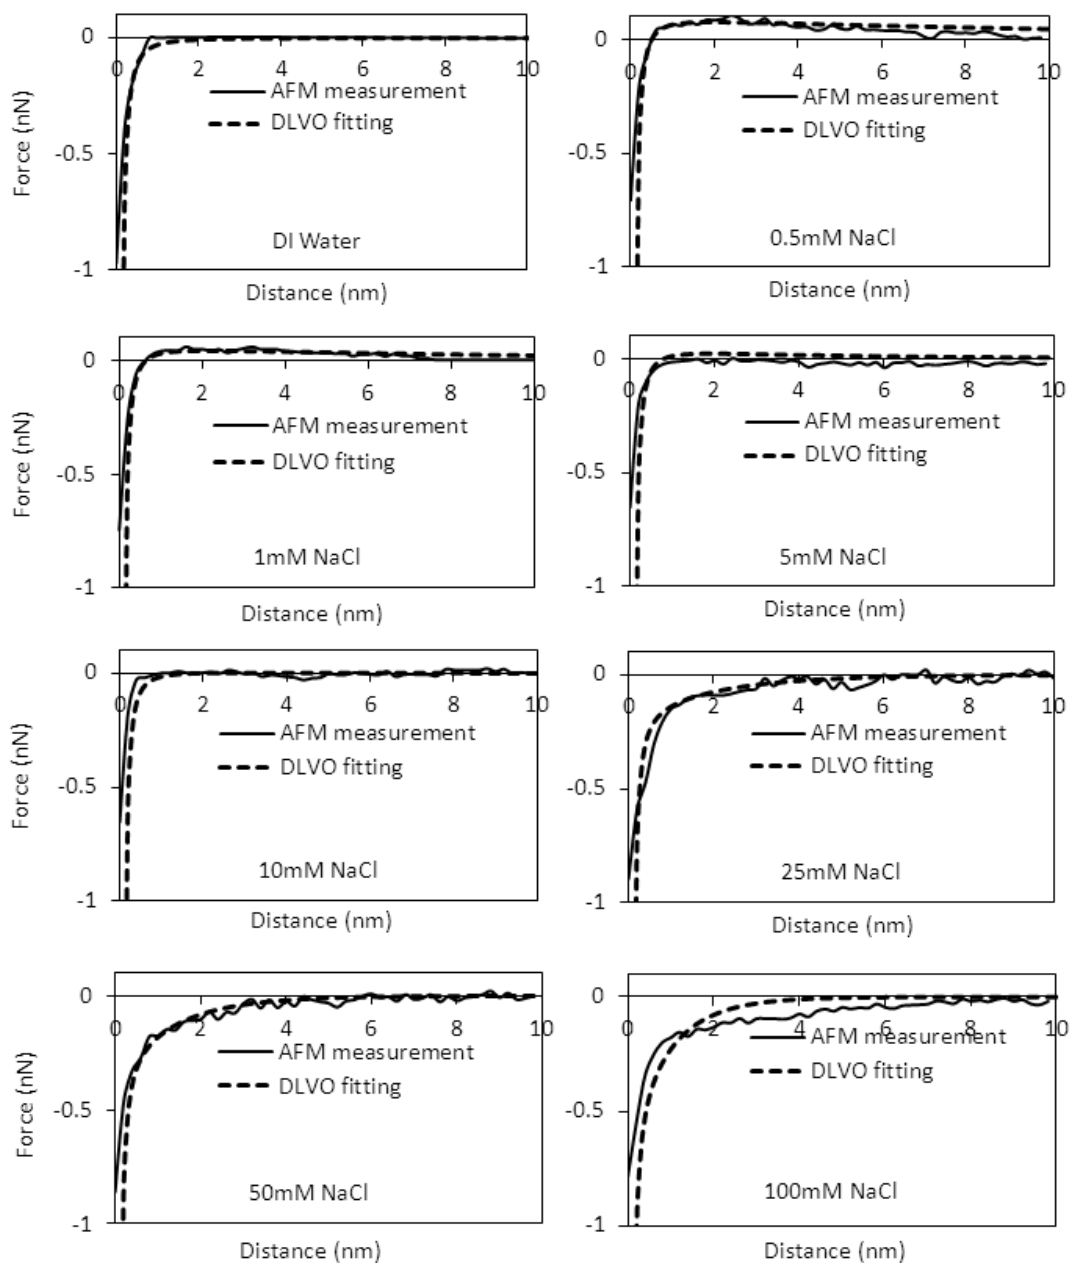 0
0 2 4 6 8 10
AFM measurement
DLVO fitting
Force (nN)
-0.5
DI Water
-1
Distance (nm)
0
0 2 4 6 8 10
AFM measurement
DLVO fitting
-0.5
0.5mM NaCl
-1
Distance (nm)
0
0 2 4 6 8 10
AFM measurement
DLVO fitting
Force (nN)
-0.5
1mM NaCl
-1
Distance (nm)
0
0 2 4 6 8 10
AFM measurement
DLVO fitting
-0.5
5mM NaCl
-1
Distance (nm)
0
0 2 4 6 8 10
AFM measurement
DLVO fitting
Force (nN)
-0.5
10mM NaCl
-1
Distance (nm)
0
0 2 4 6 8 10
AFM measurement
DLVO fitting
-0.5
25mM NaCl
-1
Distance (nm)
0
0 2 4 6 8 10
AFM measurement
DLVO fitting
Force (nN)
-0.5
50mM NaCl
-1
Distance (nm)
0
0 2 4 6 8 10
AFM measurement
DLVO fitting
-0.5
100mM NaCl
-1
Distance (nm)